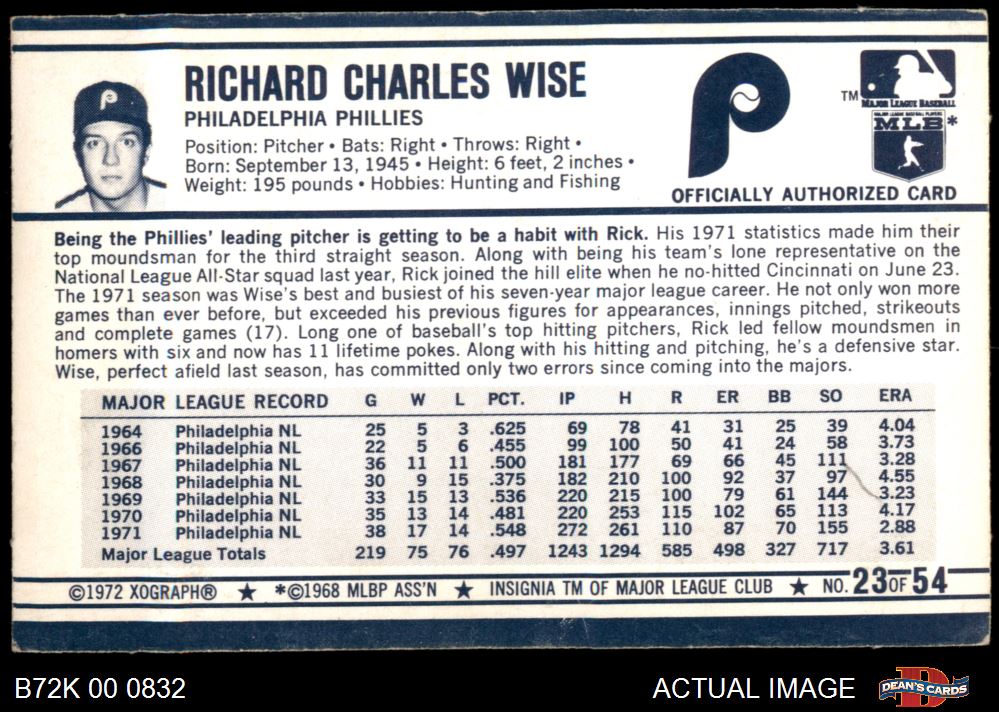 RICHARD CHARLES WISE
PHILADELPHIA PHILLIES
Position: Pitcher • Bats: Right • Throws: Right •
Born: September 13, 1945 • Height: 6 feet, 2 inches •
Weight: 195 pounds • Hobbies: Hunting and Fishing
P
P
TM
MAJOR LEAGUE BASEBALL
MAJOR LEAGUE BASEBALL PLAYERS
MLB*
OFFICIALLY AUTHORIZED CARD
Being the Phillies' leading pitcher is getting to be a habit with Rick. His 1971 statistics made him their
top moundsman for the third straight season. Along with being his team's lone representative on the
National League All-Star squad last year, Rick joined the hill elite when he no-hitted Cincinnati on June 23.
The 1971 season was Wise's best and busiest of his seven-year major league career. He not only won more
games than ever before, but exceeded his previous figures for appearances, innings pitched, strikeouts
and complete games (17). Long one of baseball's top hitting pitchers, Rick led fellow moundsmen in
homers with six and now has 11 lifetime pokes. Along with his hitting and pitching, he's a defensive star.
Wise, perfect afield last season, has committed only two errors since coming into the majors.
MAJOR LEAGUE RECORD G W L PCT. IP H R ER BB SO ERA
1964 Philadelphia NL 25 5 3 .625 69 78 41 31 25 39 4.04
1966 Philadelphia NL 22 5 6 .455 99 100 50 41 24 58 3.73
1967 Philadelphia NL 36 11 11 .500 181 177 69 66 45 111 3.28
1968 Philadelphia NL 30 9 15 .375 182 210 100 92 37 97 4.55
1969 Philadelphia NL 33 15 13 .536 220 215 100 79 61 144 3.23
1970 Philadelphia NL 35 13 14 .481 220 253 115 102 65 113 4.17
1971 Philadelphia NL 38 17 14 .548 272 261 110 87 70 155 2.88
Major League Totals 219 75 76 .497 1243 1294 585 498 327 717 3.61
©1972 XOGRAPH® ★ *©1968 MLBP ASS'N ★ INSIGNIA TM OF MAJOR LEAGUE CLUB ★ NO. 23 OF 54
B72K 00 0832 ACTUAL IMAGE DEAN'S CARDS